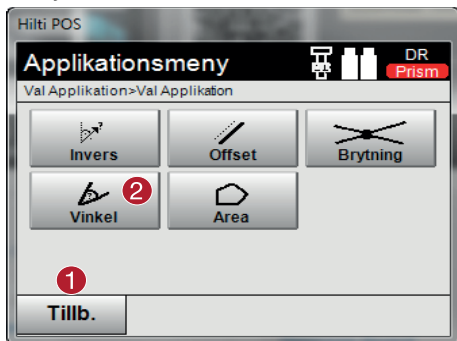 Hilti POS
Applikationsmeny
DR
Prism
Val Applikation>Val Applikation
Invers
Offset
Brytning
Vinkel
2
Area
1
Tillb.